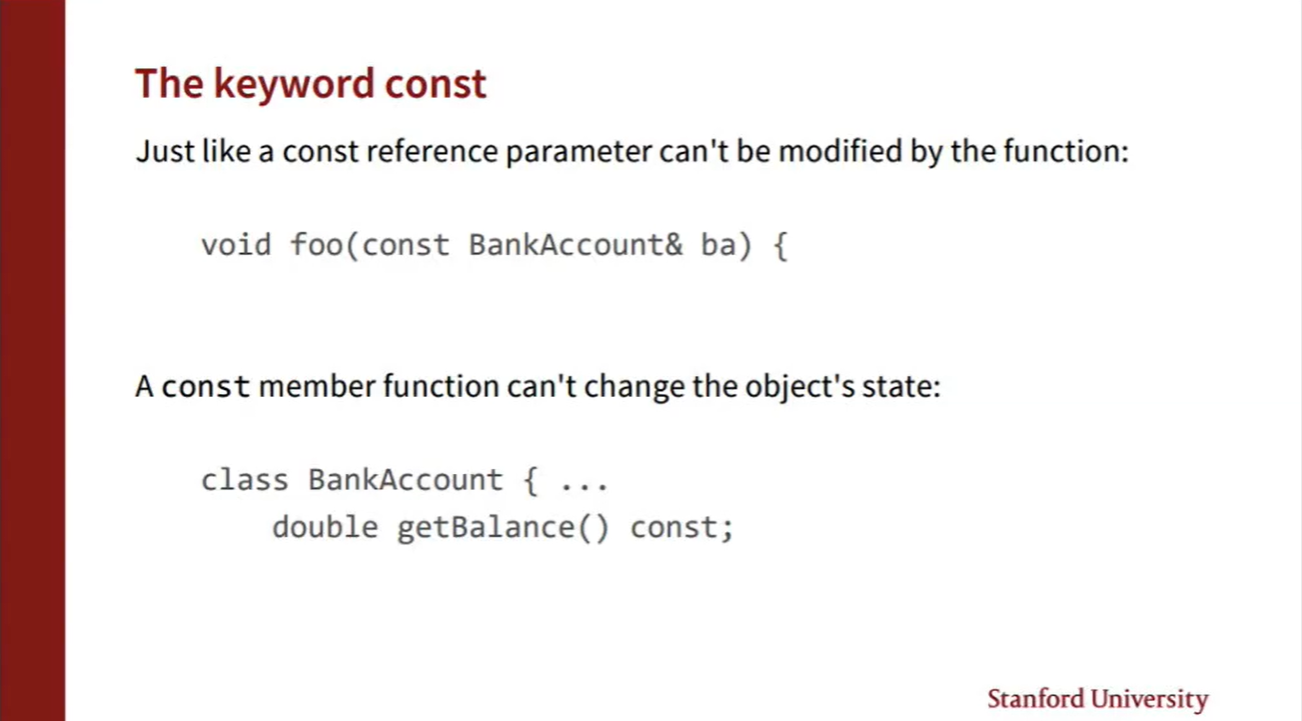 The keyword const
Just like a const reference parameter can't be modified by the function:
void foo(const BankAccount& ba) {
A const member function can't change the object's state:
class BankAccount { ...
double getBalance() const;
Stanford University